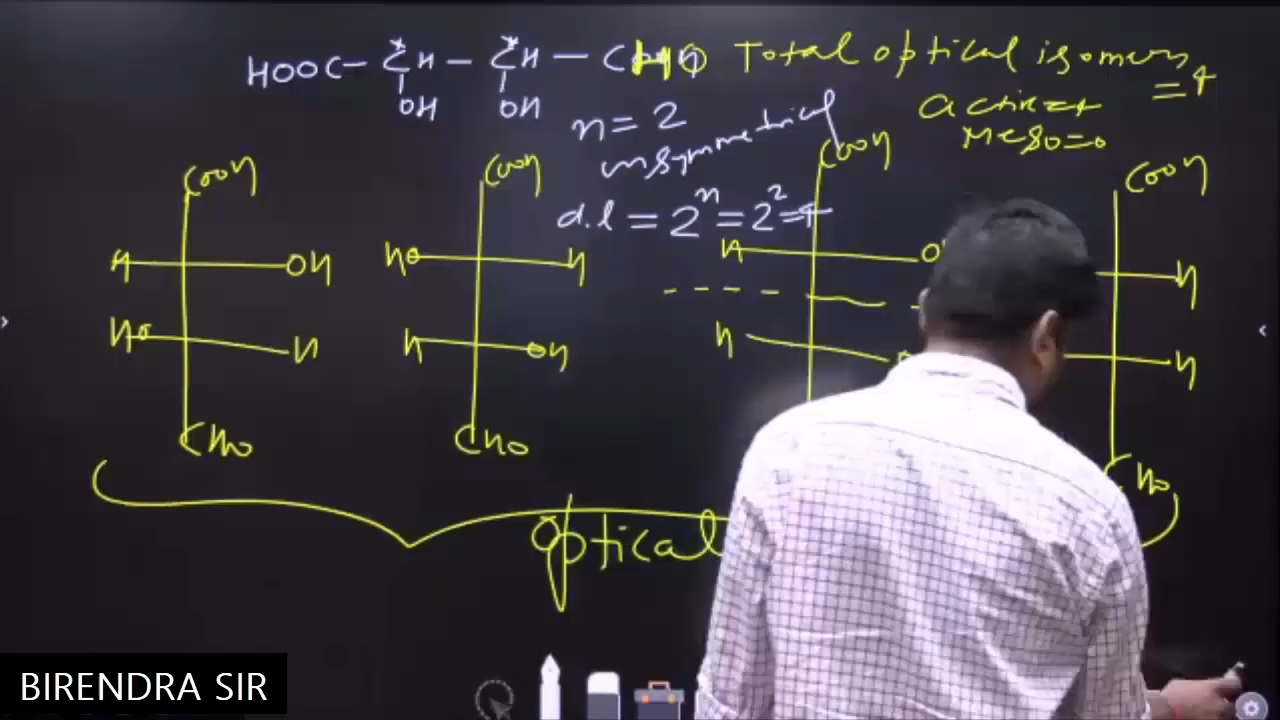 HOOC — CH — CH — CHO Total optical isomers = 4
OH OH
active = 4
meso = 0
n = 2
unsymmetrical
d.l = 2ⁿ = 2² = 4
COOH COOH COOH COOH
H OH HO H H H
HO H H OH H H
CHO CHO CHO
Optical
BIRENDRA SIR